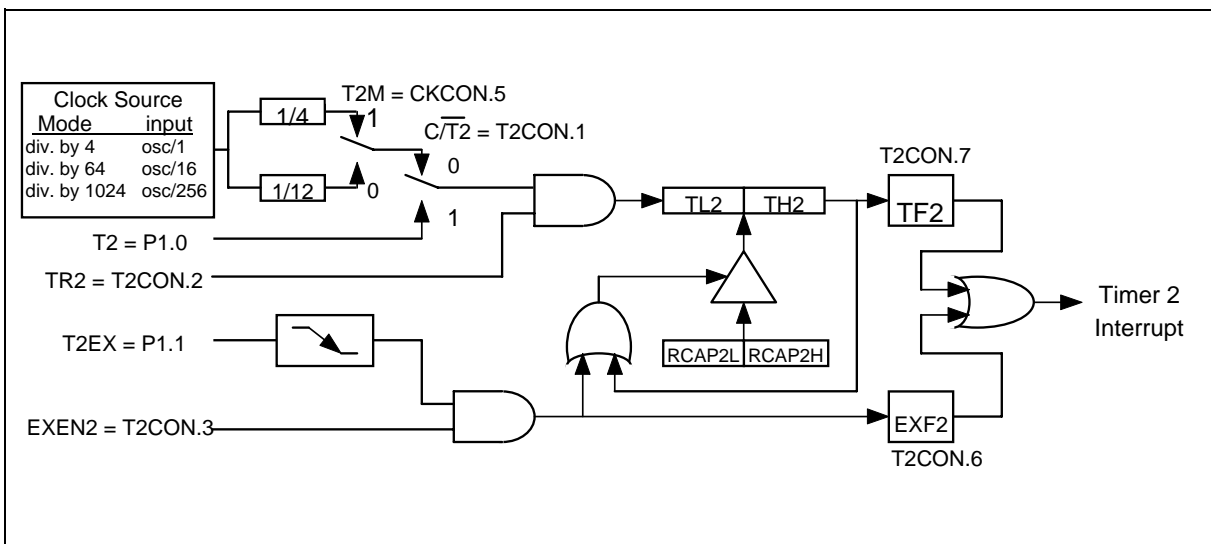 Clock Source
Mode input
div. by 4 osc/1
div. by 64 osc/16
div. by 1024 osc/256
1/4
1/12
T2M = CKCON.5
1
0
C/T2 = T2CON.1
0
1
T2 = P1.0
TR2 = T2CON.2
T2EX = P1.1
EXEN2 = T2CON.3
TL2 TH2
RCAP2L RCAP2H
T2CON.7
TF2
EXF2
T2CON.6
Timer 2
Interrupt